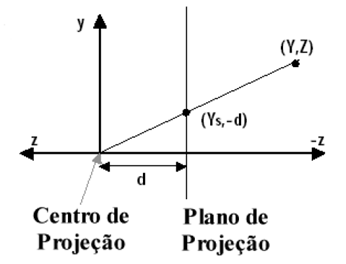 y
(Y,Z)
(Ys,-d)
z
-z
d
Centro de
Projeção
Plano de
Projeção